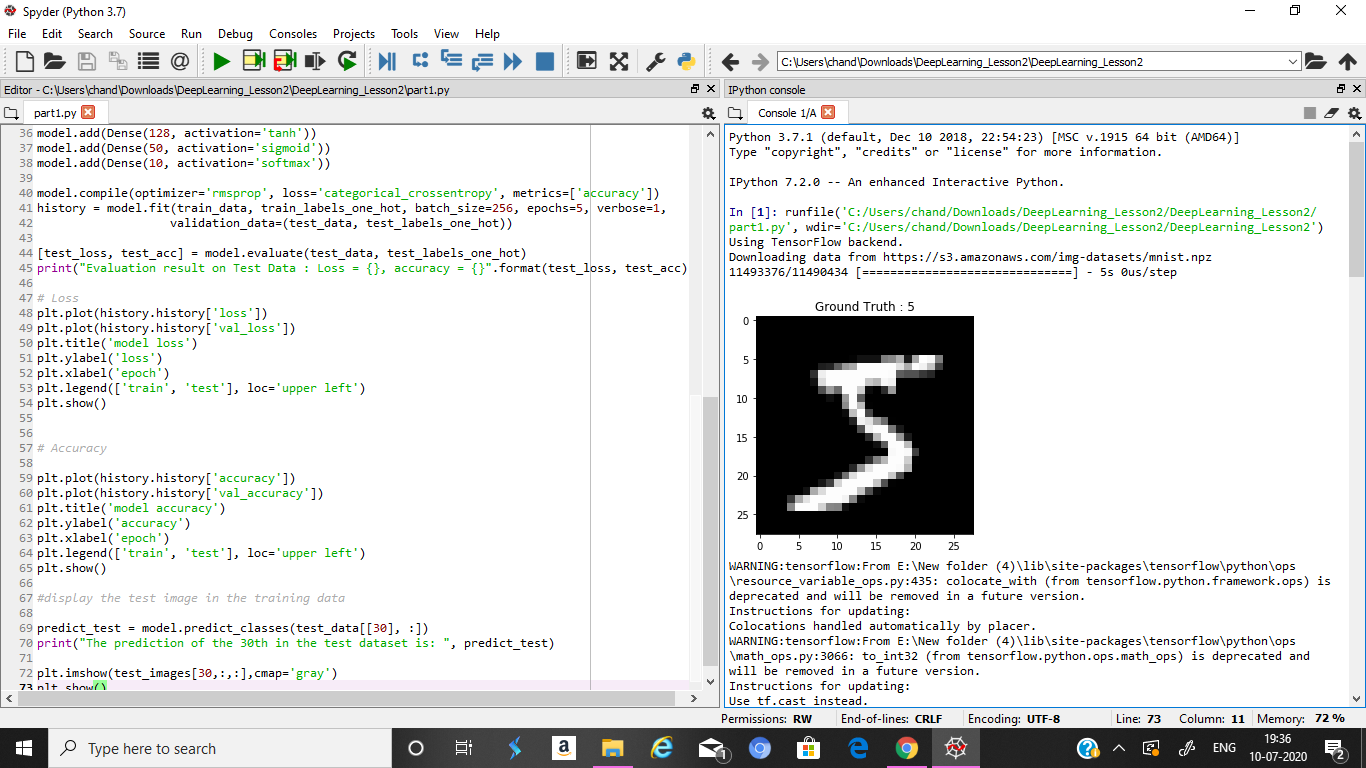 Spyder (Python 3.7)
File Edit Search Source Run Debug Consoles Projects Tools View Help
C:\Users\chand\Downloads\DeepLearning_Lesson2\DeepLearning_Lesson2
Editor - C:\Users\chand\Downloads\DeepLearning_Lesson2\DeepLearning_Lesson2\part1.py
part1.py
36 model.add(Dense(128, activation='tanh'))
37 model.add(Dense(50, activation='sigmoid'))
38 model.add(Dense(10, activation='softmax'))
39
40 model.compile(optimizer='rmsprop', loss='categorical_crossentropy', metrics=['accuracy'])
41 history = model.fit(train_data, train_labels_one_hot, batch_size=256, epochs=5, verbose=1,
42 validation_data=(test_data, test_labels_one_hot))
43
44 [test_loss, test_acc] = model.evaluate(test_data, test_labels_one_hot)
45 print("Evaluation result on Test Data : Loss = {}, accuracy = {}".format(test_loss, test_acc)
46
47 # Loss
48 plt.plot(history.history['loss'])
49 plt.plot(history.history['val_loss'])
50 plt.title('model loss')
51 plt.ylabel('loss')
52 plt.xlabel('epoch')
53 plt.legend(['train', 'test'], loc='upper left')
54 plt.show()
55
56
57 # Accuracy
58
59 plt.plot(history.history['accuracy'])
60 plt.plot(history.history['val_accuracy'])
61 plt.title('model accuracy')
62 plt.ylabel('accuracy')
63 plt.xlabel('epoch')
64 plt.legend(['train', 'test'], loc='upper left')
65 plt.show()
66
67 #display the test image in the training data
68
69 predict_test = model.predict_classes(test_data[[30], :])
70 print("The prediction of the 30th in the test dataset is: ", predict_test)
71
72 plt.imshow(test_images[30,:,:],cmap='gray')
73 plt.show()
IPython console
Console 1/A
Python 3.7.1 (default, Dec 10 2018, 22:54:23) [MSC v.1915 64 bit (AMD64)]
Type "copyright", "credits" or "license" for more information.
IPython 7.2.0 -- An enhanced Interactive Python.
In [1]: runfile('C:/Users/chand/Downloads/DeepLearning_Lesson2/DeepLearning_Lesson2/
part1.py', wdir='C:/Users/chand/Downloads/DeepLearning_Lesson2/DeepLearning_Lesson2')
Using TensorFlow backend.
Downloading data from https://s3.amazonaws.com/img-datasets/mnist.npz
11493376/11490434 [==============================] - 5s 0us/step
Ground Truth : 5
0
5
10
15
20
25
0 5 10 15 20 25
WARNING:tensorflow:From E:\New folder (4)\lib\site-packages\tensorflow\python\ops
\resource_variable_ops.py:435: colocate_with (from tensorflow.python.framework.ops) is
deprecated and will be removed in a future version.
Instructions for updating:
Colocations handled automatically by placer.
WARNING:tensorflow:From E:\New folder (4)\lib\site-packages\tensorflow\python\ops
\math_ops.py:3066: to_int32 (from tensorflow.python.ops.math_ops) is deprecated and
will be removed in a future version.
Instructions for updating:
Use tf.cast instead.
Permissions: RW End-of-lines: CRLF Encoding: UTF-8 Line: 73 Column: 11 Memory: 72 %
Type here to search
ENG
19:36
10-07-2020